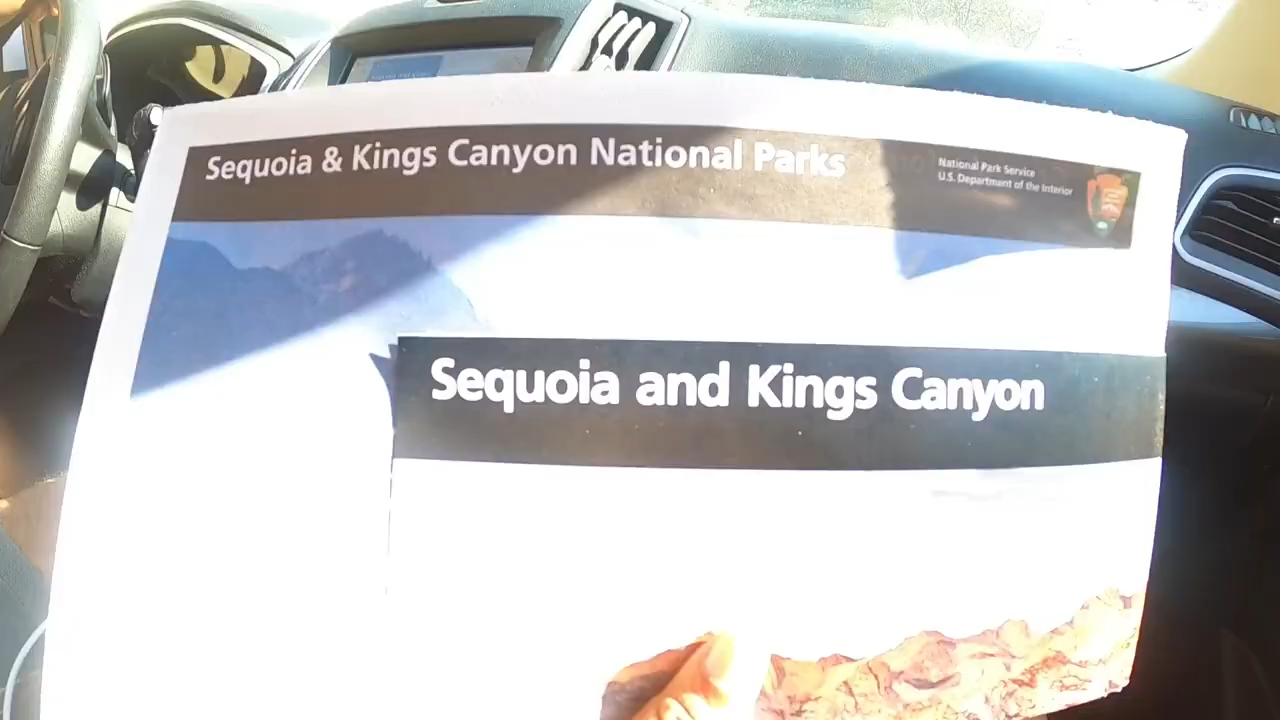 Sequoia & Kings Canyon National Parks
National Park Service
U.S. Department of the Interior
Sequoia and Kings Canyon